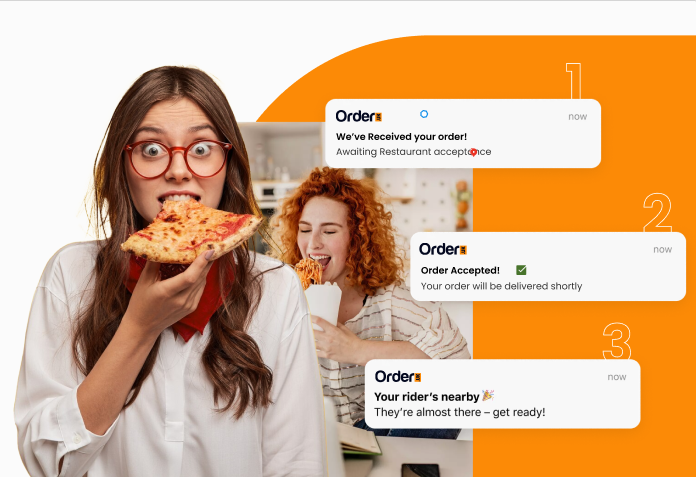 1
Order
now
We've Received your order!
Awaiting Restaurant acceptance
2
Order
now
Order Accepted!
Your order will be delivered shortly
3
Order
now
Your rider's nearby 🎉
They're almost there – get ready!